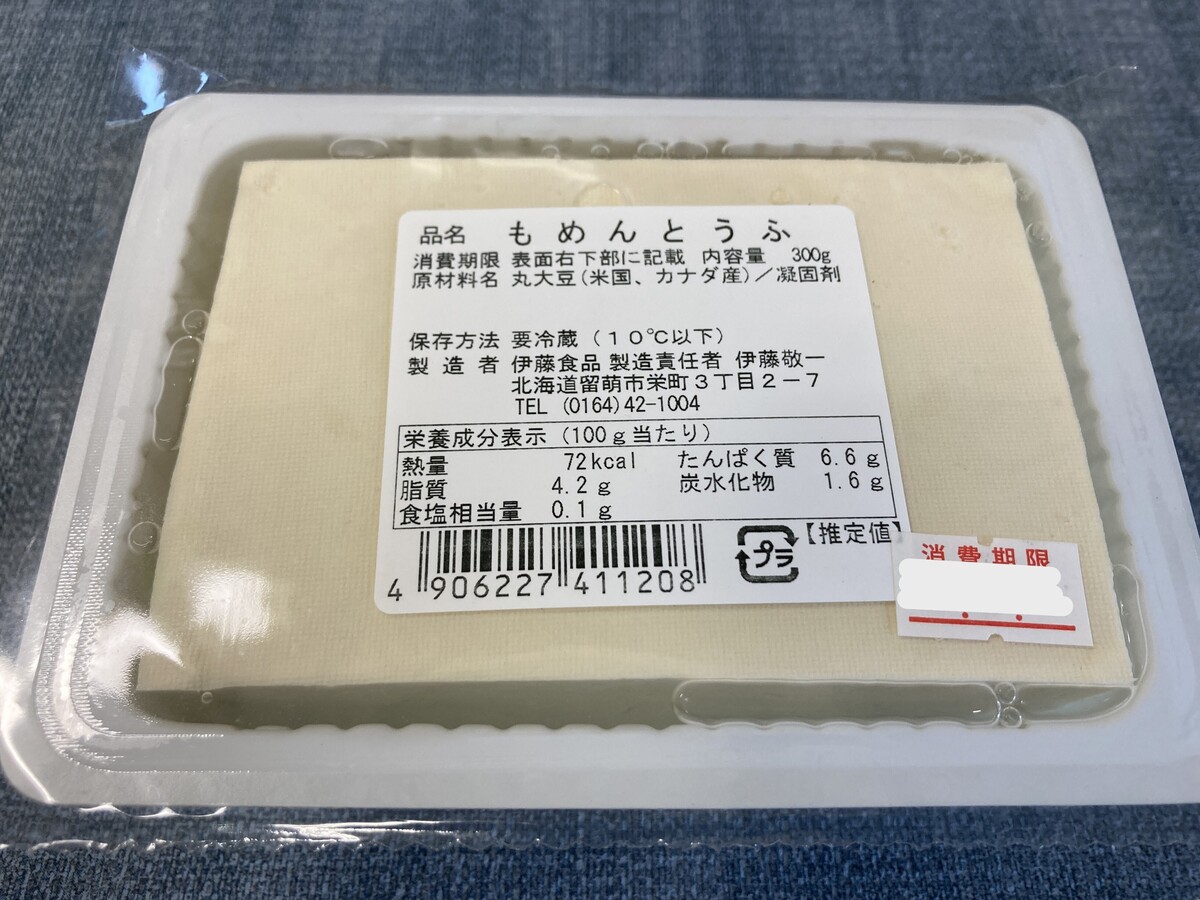 品名 もめんとうふ
消費期限 表面右下部に記載 内容量 300g
原材料名 丸大豆(米国、カナダ産)／凝固剤
保存方法 要冷蔵(10℃以下)
製造者 伊藤食品 製造責任者 伊藤敬一
北海道留萌市栄町3丁目2-7
TEL (0164)42-1004
栄養成分表示 (100g当たり)
熱量 72kcal たんぱく質 6.6g
脂質 4.2g 炭水化物 1.6g
食塩相当量 0.1g
プラ 【推定値】
4 906227 411208
消費期限